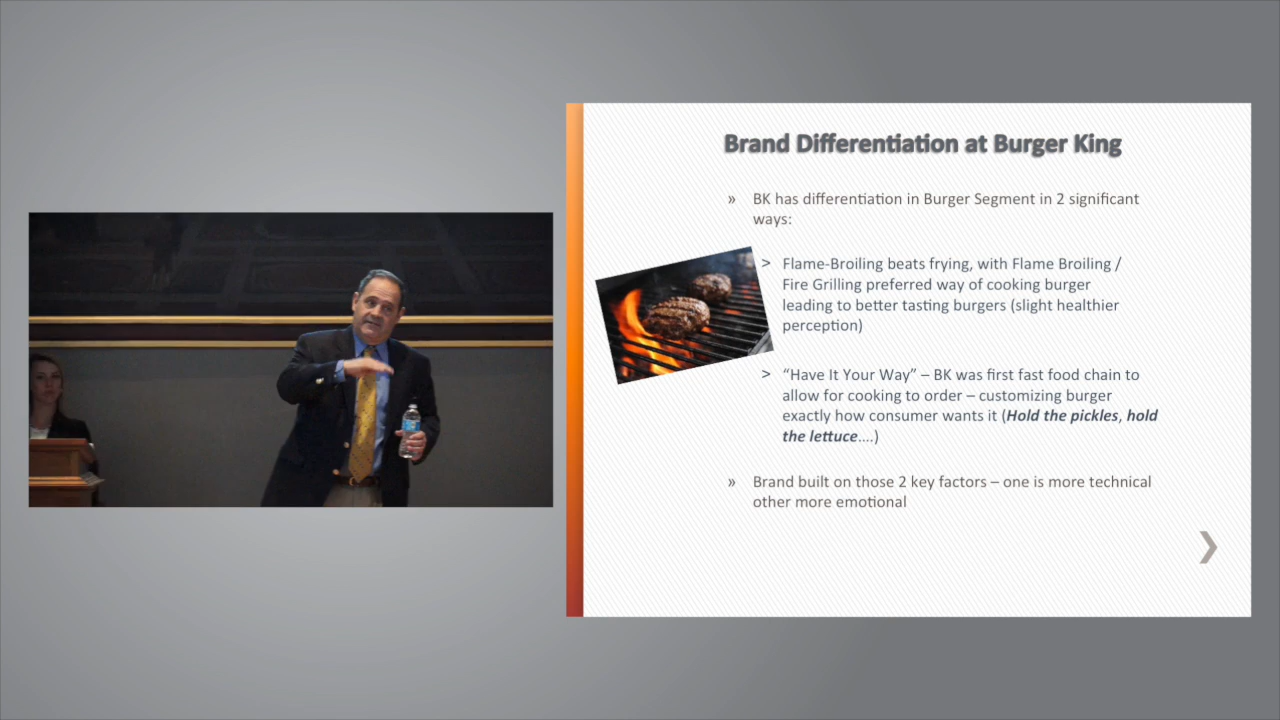 Brand Differentiation at Burger King
» BK has differentiation in Burger Segment in 2 significant
ways:
> Flame-Broiling beats frying, with Flame Broiling /
Fire Grilling preferred way of cooking burger
leading to better tasting burgers (slight healthier
perception)
> “Have It Your Way” – BK was first fast food chain to
allow for cooking to order – customizing burger
exactly how consumer wants it (Hold the pickles, hold
the lettuce....)
» Brand built on those 2 key factors – one is more technical
other more emotional